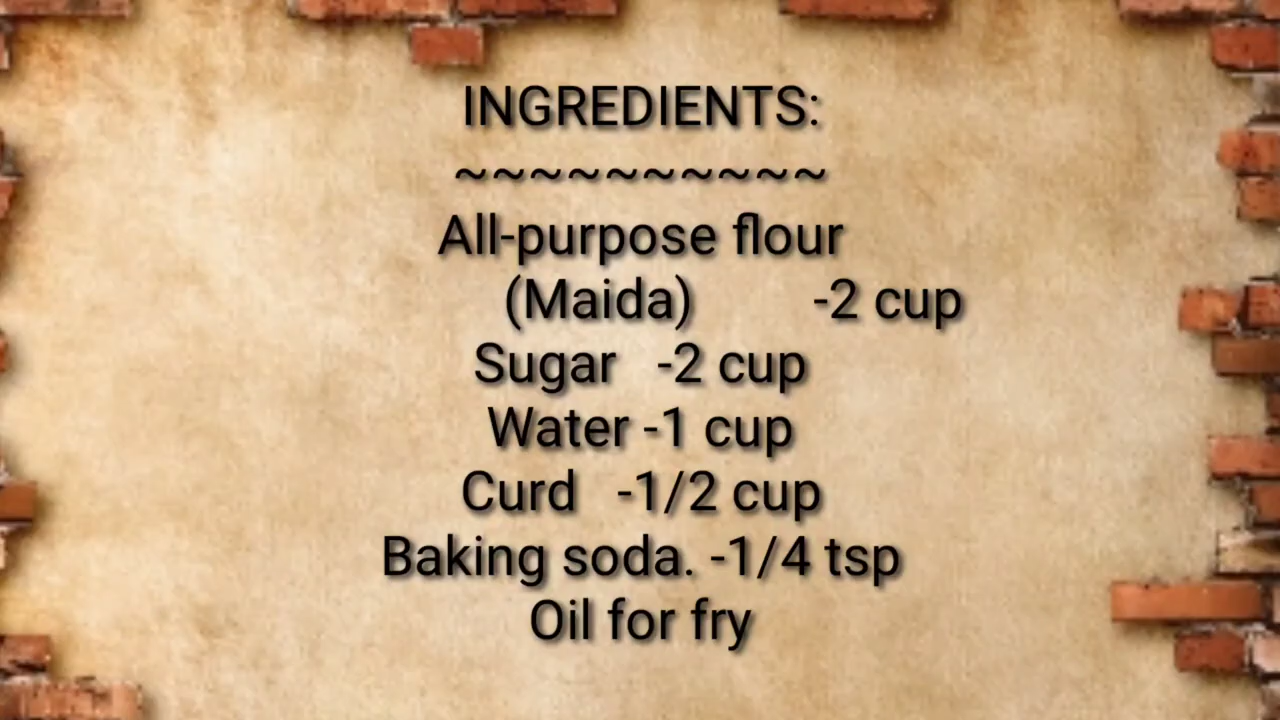 INGREDIENTS:
~~~~~~~~~~
All-purpose flour
(Maida) -2 cup
Sugar -2 cup
Water -1 cup
Curd -1/2 cup
Baking soda. -1/4 tsp
Oil for fry